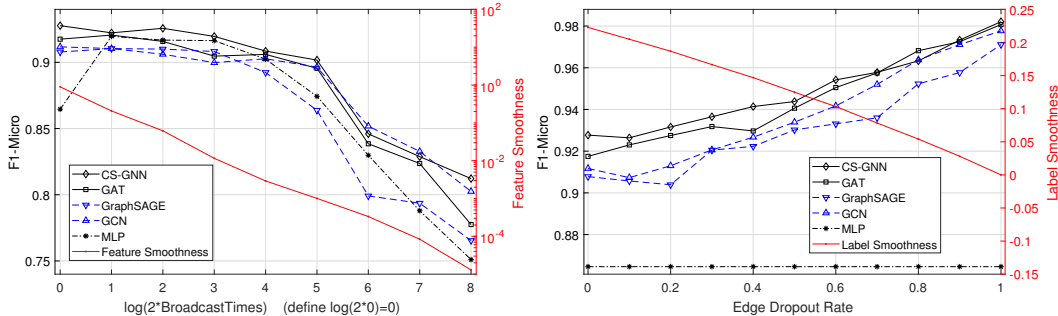 0.9
0.85
0.8
0.75
F1-Micro
10^2
10^0
10^-2
10^-4
Feature Smoothness
CS-GNN
GAT
GraphSAGE
GCN
MLP
Feature Smoothness
0 1 2 3 4 5 6 7 8
log(2*BroadcastTimes) (define log(2*0)=0)
0.98
0.96
0.94
0.92
0.9
0.88
F1-Micro
0.25
0.20
0.15
0.10
0.05
0
-0.05
-0.10
-0.15
Label Smoothness
CS-GNN
GAT
GraphSAGE
GCN
MLP
Label Smoothness
0 0.2 0.4 0.6 0.8 1
Edge Dropout Rate